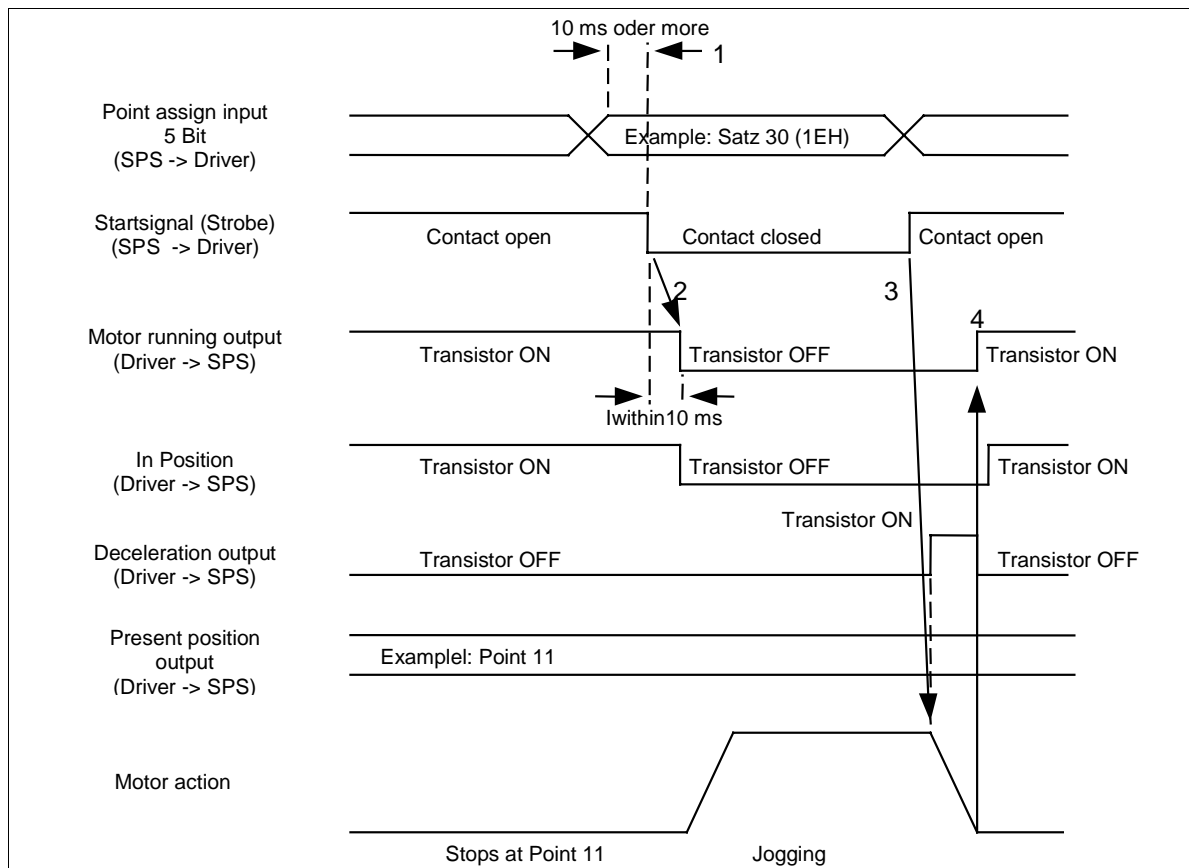 10 ms oder more
1
Point assign input
5 Bit
(SPS -> Driver)
Example: Satz 30 (1EH)
Startsignal (Strobe)
(SPS -> Driver)
Contact open
Contact closed
Contact open
2
3
4
Motor running output
(Driver -> SPS)
Transistor ON
Transistor OFF
Transistor ON
Iwithin10 ms
In Position
(Driver -> SPS)
Transistor ON
Transistor OFF
Transistor ON
Transistor ON
Deceleration output
(Driver -> SPS)
Transistor OFF
Transistor OFF
Present position
output
(Driver -> SPS)
Examplel: Point 11
Motor action
Stops at Point 11
Jogging